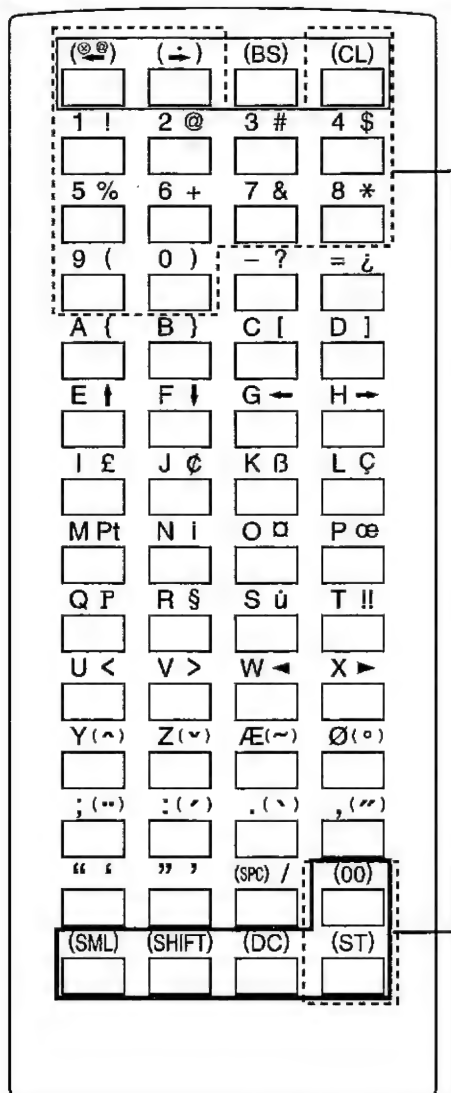 (⊗@←) (∸→) (BS) (CL)
1 ! 2 @ 3 # 4 $
5 % 6 + 7 & 8 *
9 ( 0 ) – ? = ¿
A { B } C [ D ]
E ↑ F ↓ G ← H →
I £ J ¢ K ß L Ç
M Pt N i O ¤ P œ
Q ₧ R § S ú T !!
U < V > W ◄ X ►
Y (^) Z (ˇ) Æ (~) Ø (°)
; (¨) : (´) . (`) , (˝)
“ ‘ ” ’ (SPC) / (00)
(SML) (SHIFT) (DC) (ST)